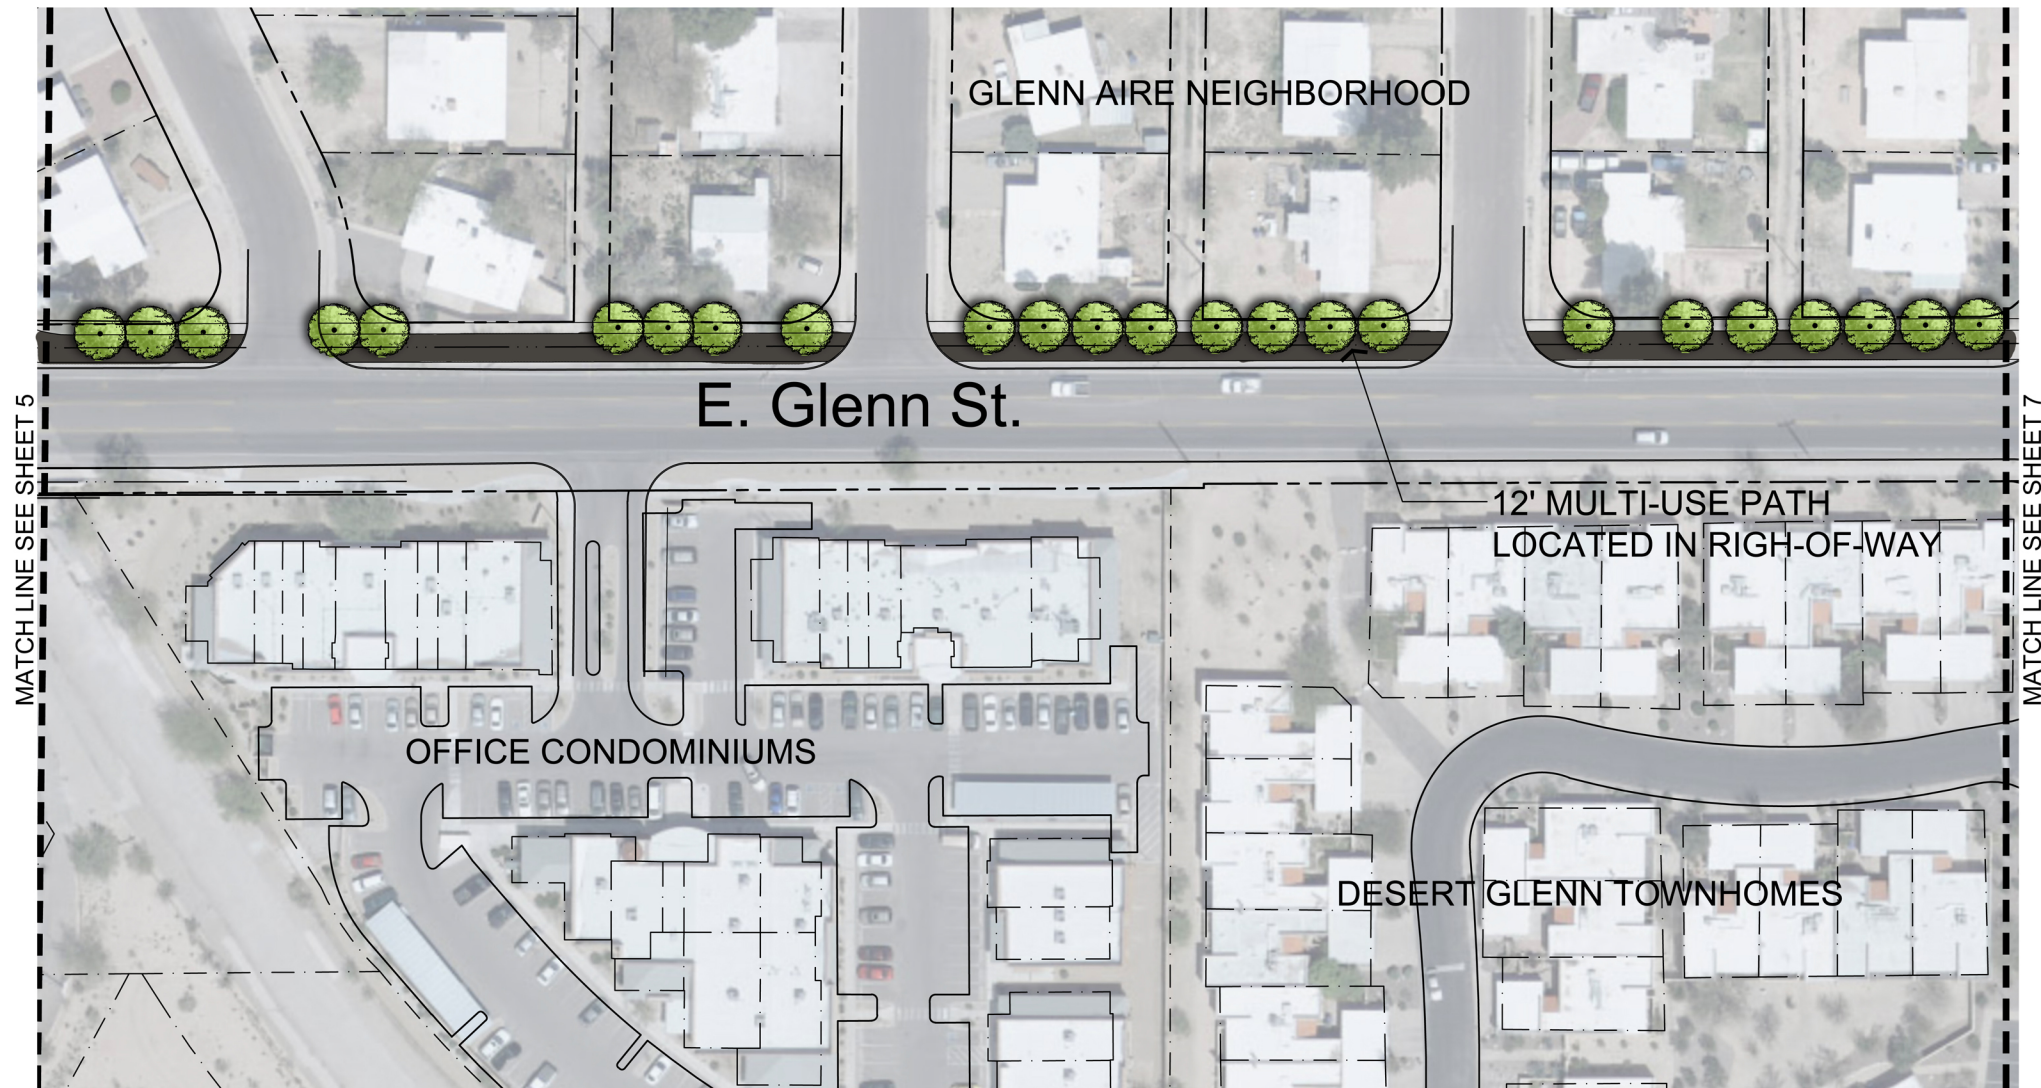 GLENN AIRE NEIGHBORHOOD
E. Glenn St.
MATCH LINE SEE SHEET 5
MATCH LINE SEE SHEET 7
12' MULTI-USE PATH
LOCATED IN RIGH-OF-WAY
OFFICE CONDOMINIUMS
DESERT GLENN TOWNHOMES